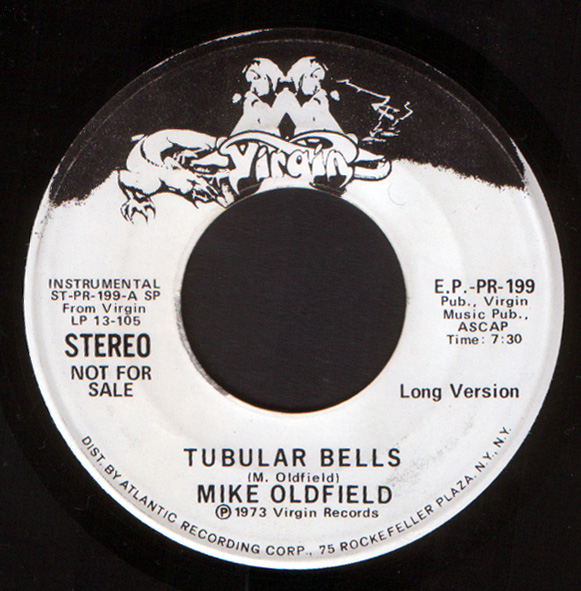 Virgin
INSTRUMENTAL
ST-PR-199-A SP
From Virgin
LP 13-105
STEREO
NOT FOR
SALE
E.P.-PR-199
Pub., Virgin
Music Pub.,
ASCAP
Time: 7:30
Long Version
TUBULAR BELLS
(M. Oldfield)
MIKE OLDFIELD
Ⓟ1973 Virgin Records
DIST. BY ATLANTIC RECORDING CORP., 75 ROCKEFELLER PLAZA, N.Y., N.Y.